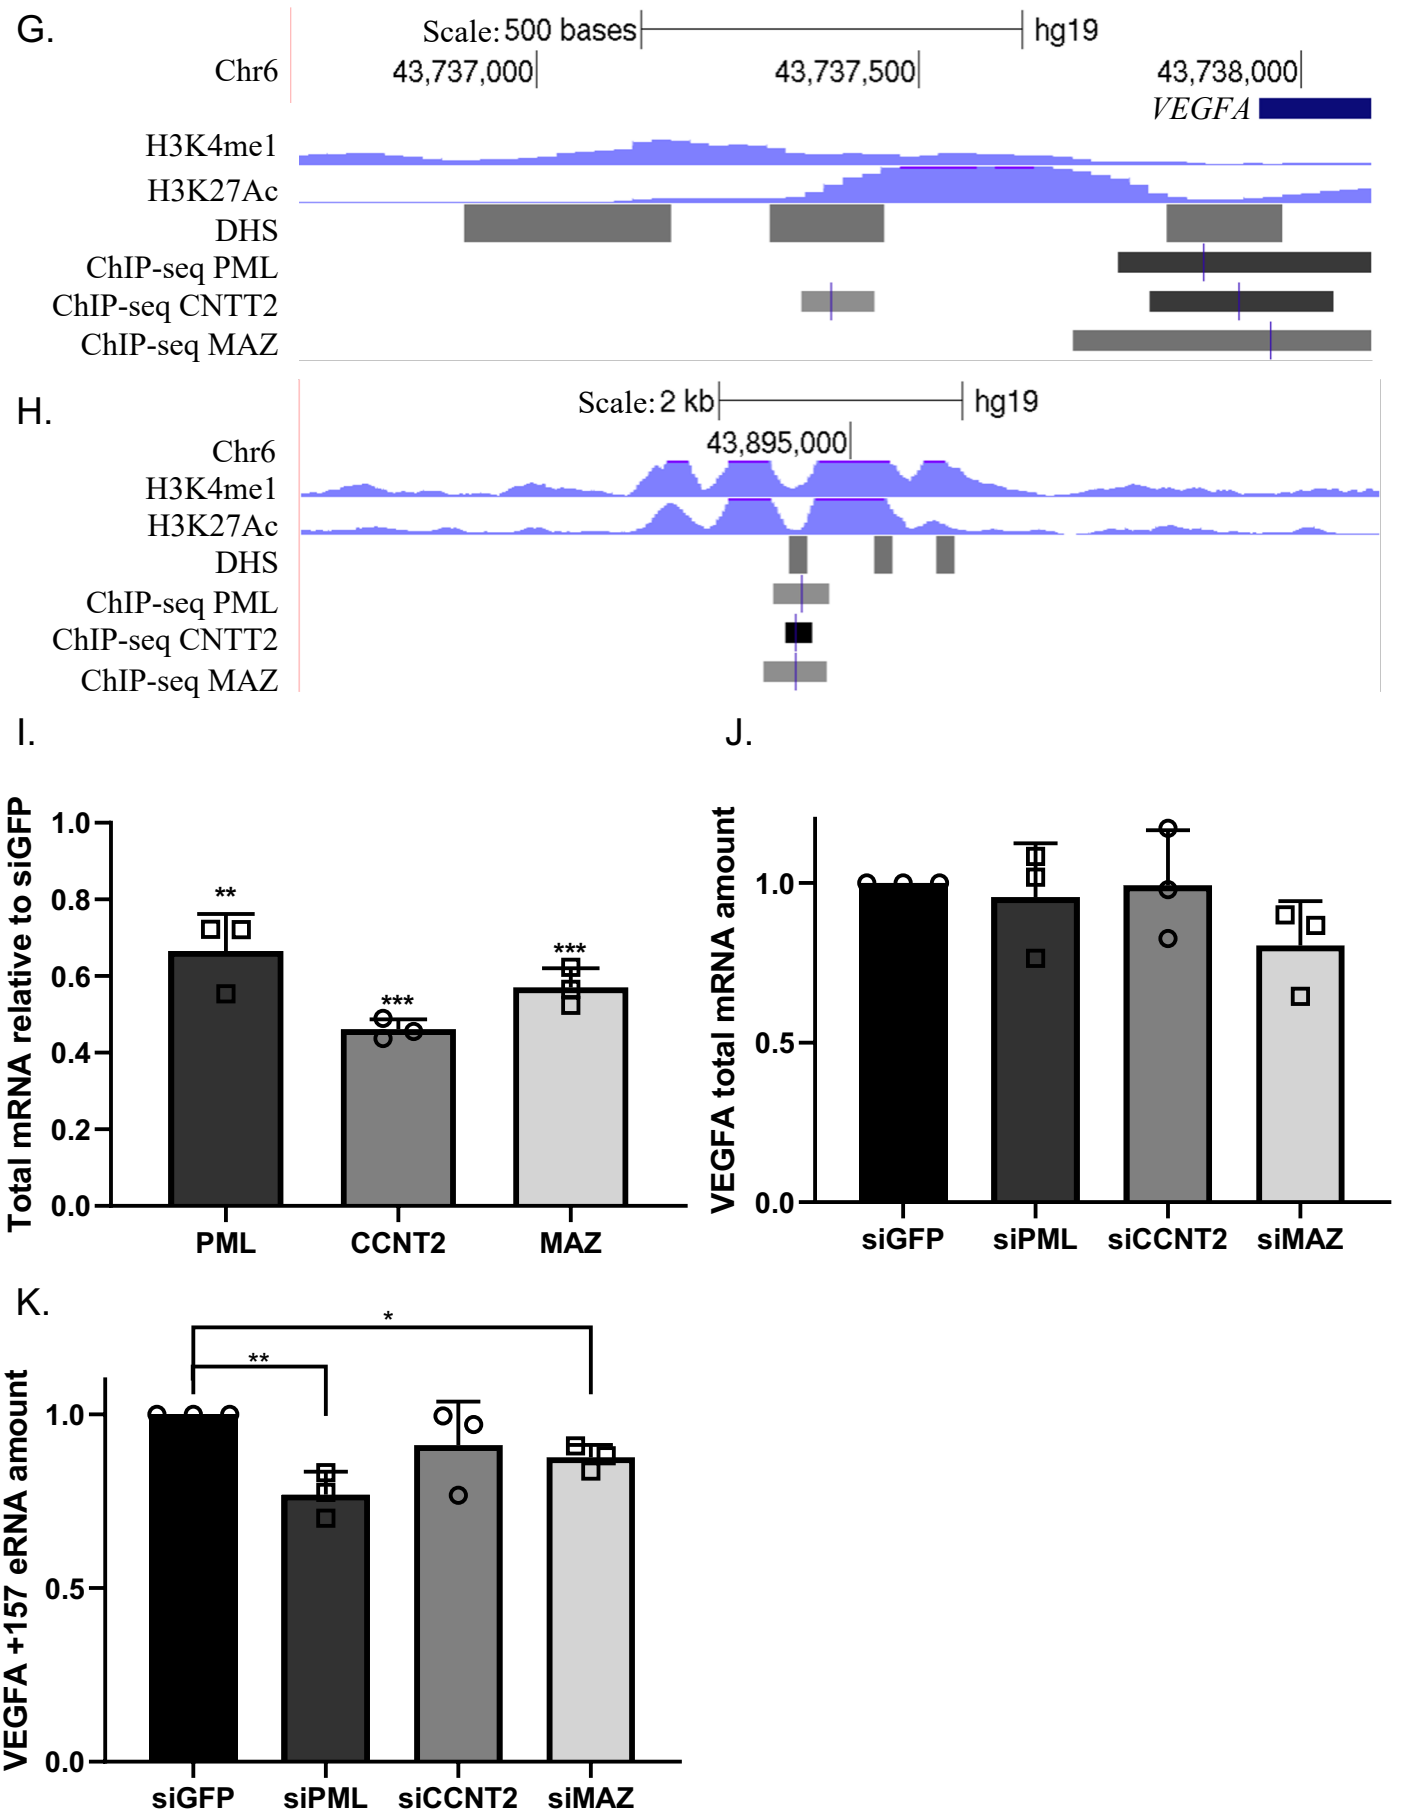 G.
Scale: 500 bases hg19
Chr6 43,737,000 43,737,500 43,738,000
VEGFA
H3K4me1
H3K27Ac
DHS
ChIP-seq PML
ChIP-seq CNTT2
ChIP-seq MAZ
H.
Scale: 2 kb hg19
Chr6 43,895,000
H3K4me1
H3K27Ac
DHS
ChIP-seq PML
ChIP-seq CNTT2
ChIP-seq MAZ
I.
Total mRNA relative to siGFP
1.0
0.8
0.6
0.4
0.2
0.0
**
***
***
PML CCNT2 MAZ
J.
VEGFA total mRNA amount
1.0
0.5
0.0
siGFP siPML siCCNT2 siMAZ
K.
VEGFA +157 eRNA amount
*
**
1.0
0.5
0.0
siGFP siPML siCCNT2 siMAZ